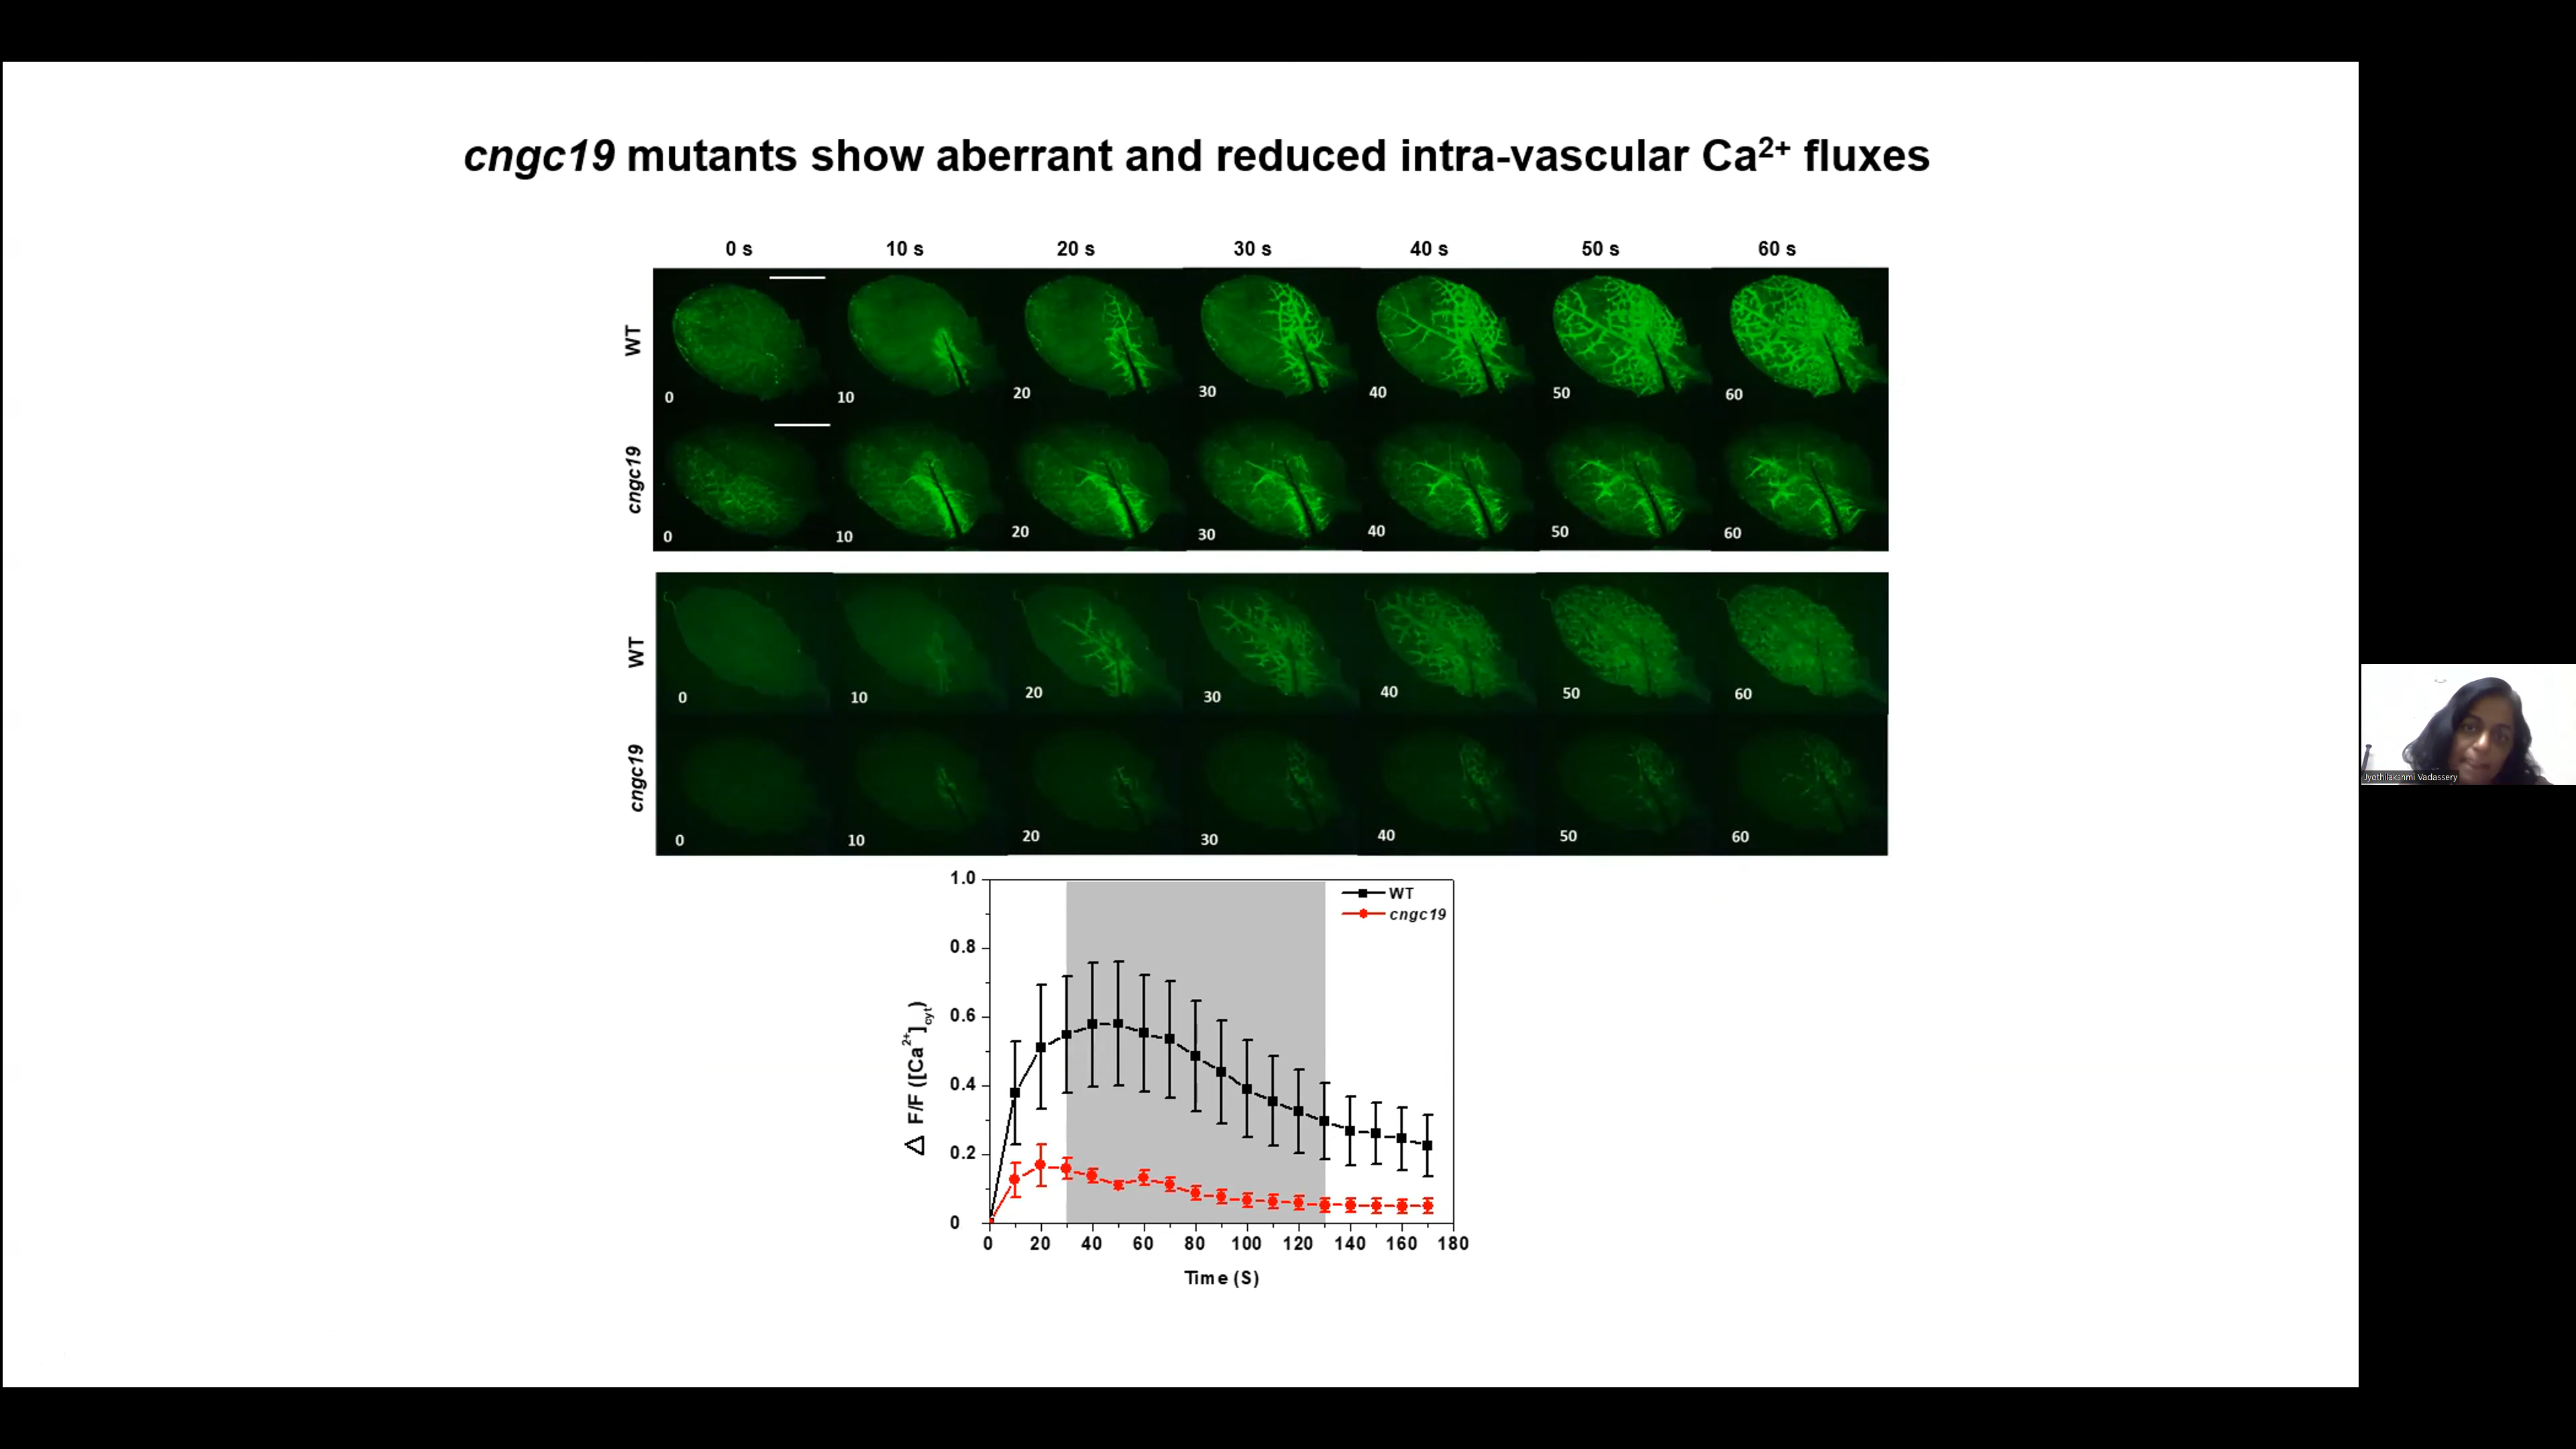 cngc19 mutants show aberrant and reduced intra-vascular Ca²⁺ fluxes
0 s 10 s 20 s 30 s 40 s 50 s 60 s
WT
0 10 20 30 40 50 60
cngc19
0 10 20 30 40 50 60
WT
0 10 20 30 40 50 60
cngc19
0 10 20 30 40 50 60
Jyothilakshmi Vadassery
1.0
0.8
0.6
0.4
0.2
0
Δ F/F ([Ca²⁺]cyt)
WT
cngc19
0 20 40 60 80 100 120 140 160 180
Time (S)